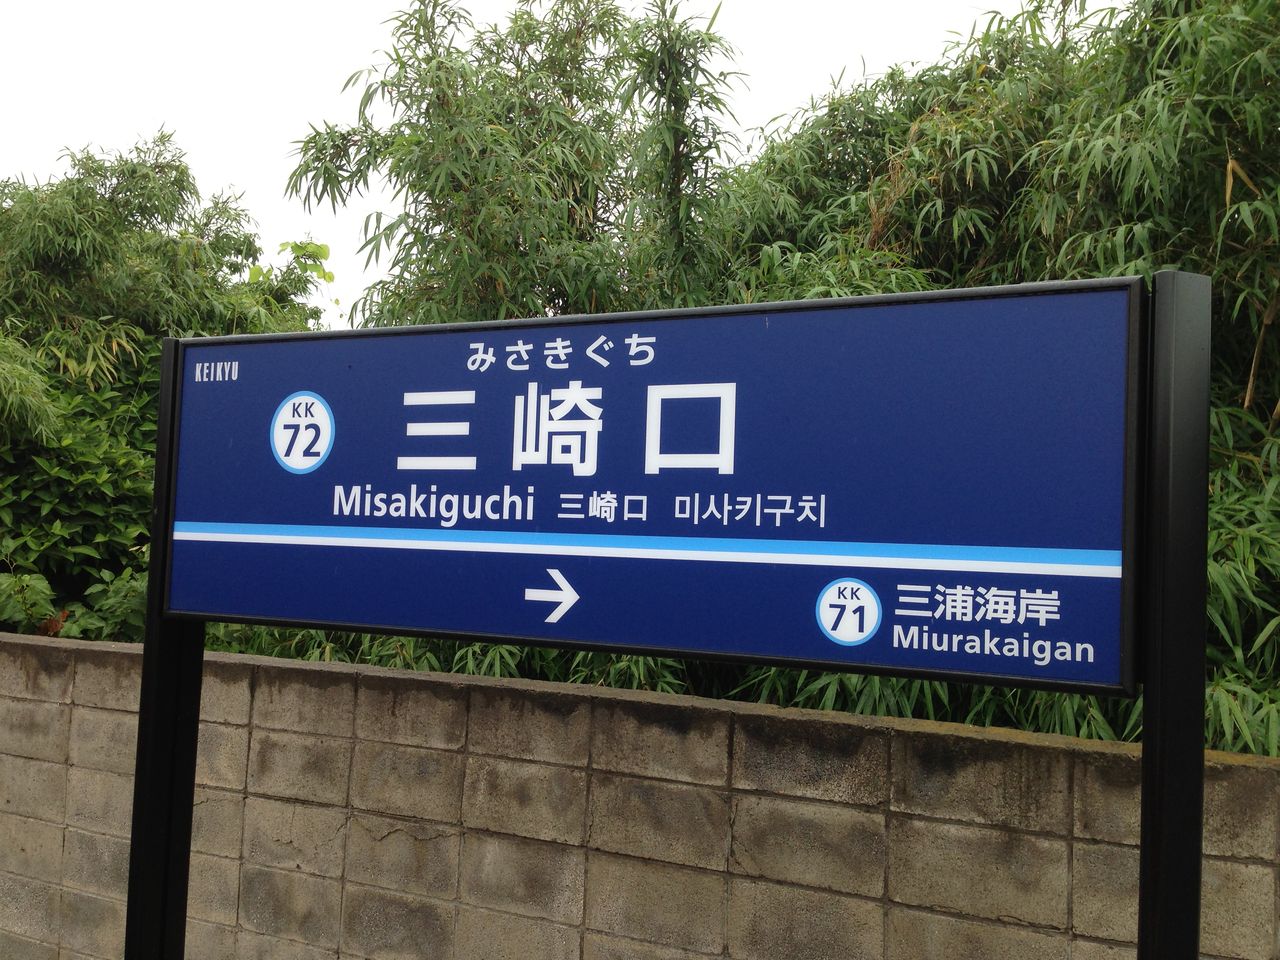 KEIKYU
みさきぐち
KK
72
三崎口
Misakiguchi 三崎口 미사키구치
→
KK
71
三浦海岸
Miurakaigan